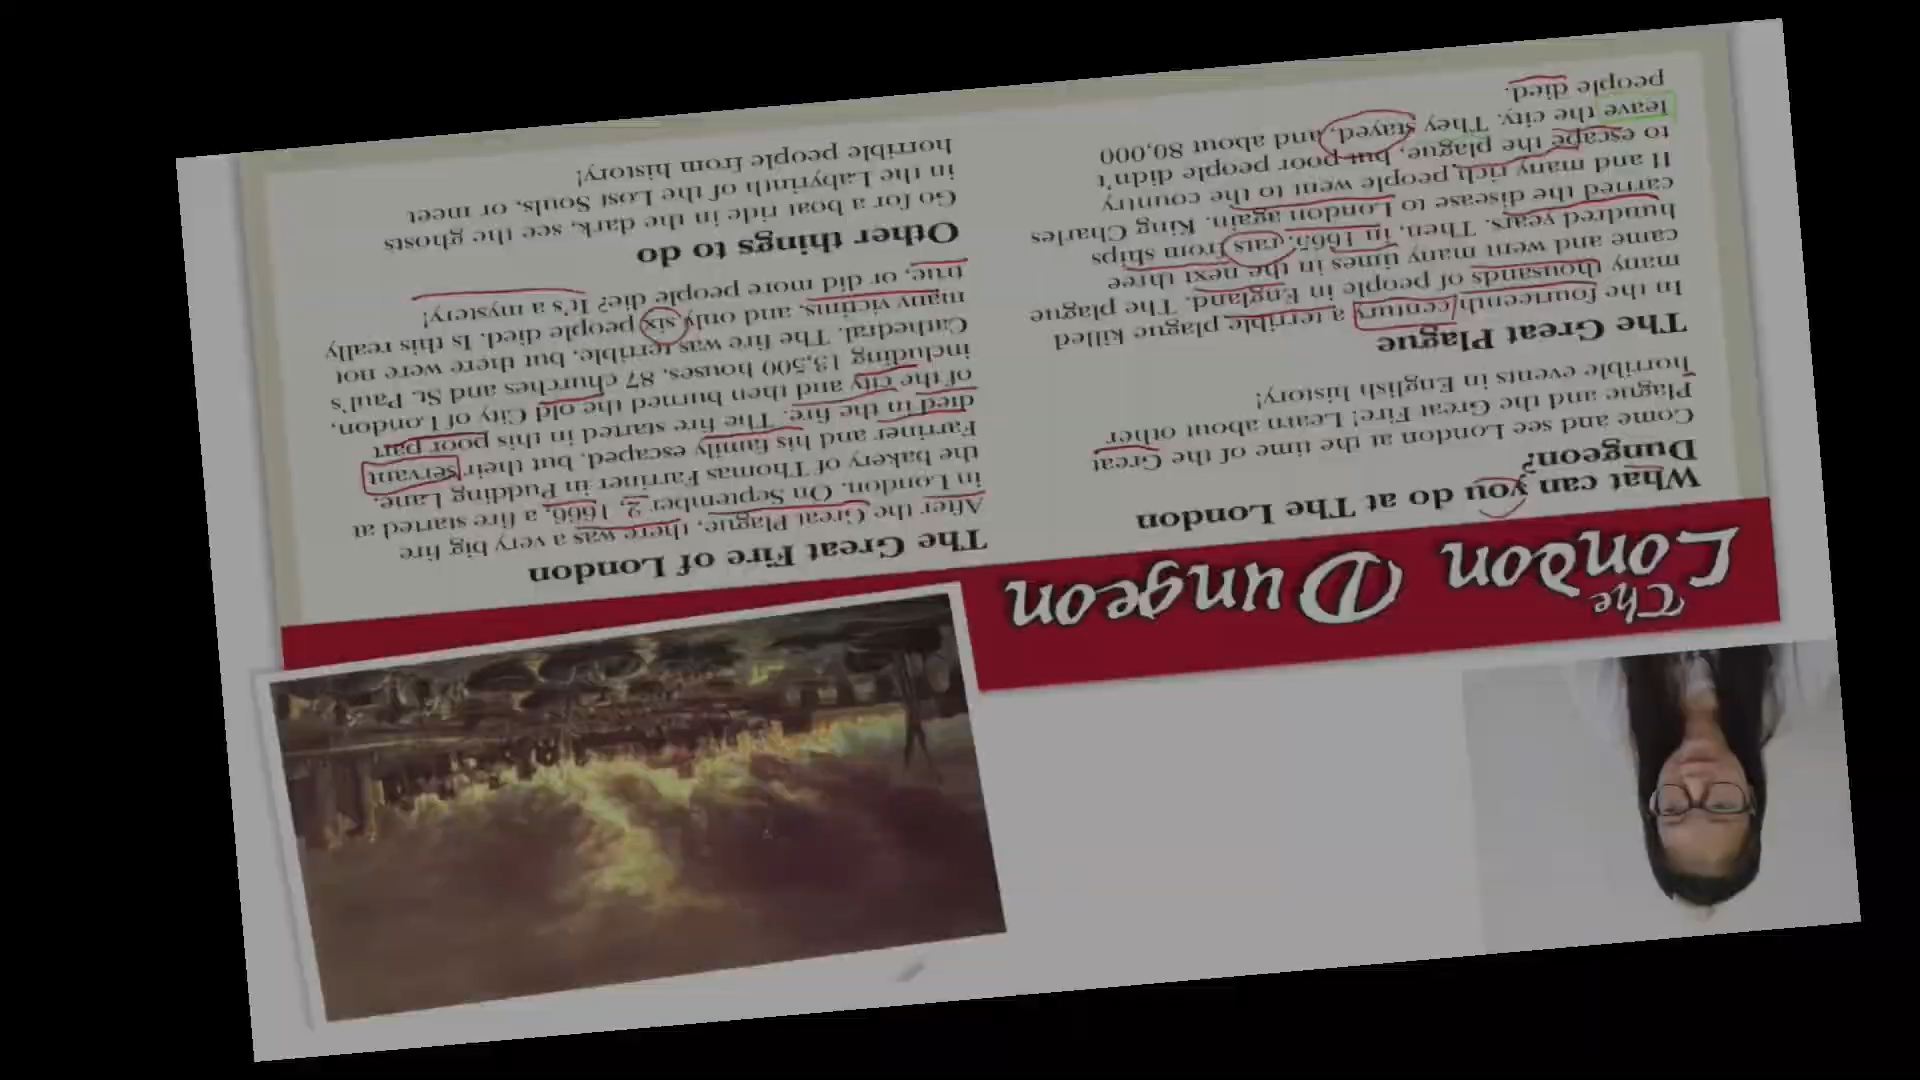 The
London Dungeon
What can you do at The London
Dungeon?
Come and see London at the time of the Great
Plague and the Great Fire! Learn about other
horrible events in English history!
The Great Plague
In the fourteenth century a terrible plague killed
many thousands of people in England. The plague
came and went many times in the next three
hundred years. Then, in 1665, rats from ships
carried the disease to London again. King Charles
II and many rich people went to the country
to escape the plague, but poor people didn't
leave the city. They stayed, and about 80,000
people died.
The Great Fire of London
After the Great Plague, there was a very big fire
in London. On September 2, 1666, a fire started at
the bakery of Thomas Farriner in Pudding Lane.
Farriner and his family escaped, but their servant
died in the fire. The fire started in this poor part
of the city and then burned the old City of London,
including 13,500 houses, 87 churches and St. Paul's
Cathedral. The fire was terrible, but there were not
many victims, and only six people died. Is this really
true, or did more people die? It's a mystery!
Other things to do
Go for a boat ride in the dark, see the ghosts
in the Labyrinth of the Lost Souls, or meet
horrible people from history!